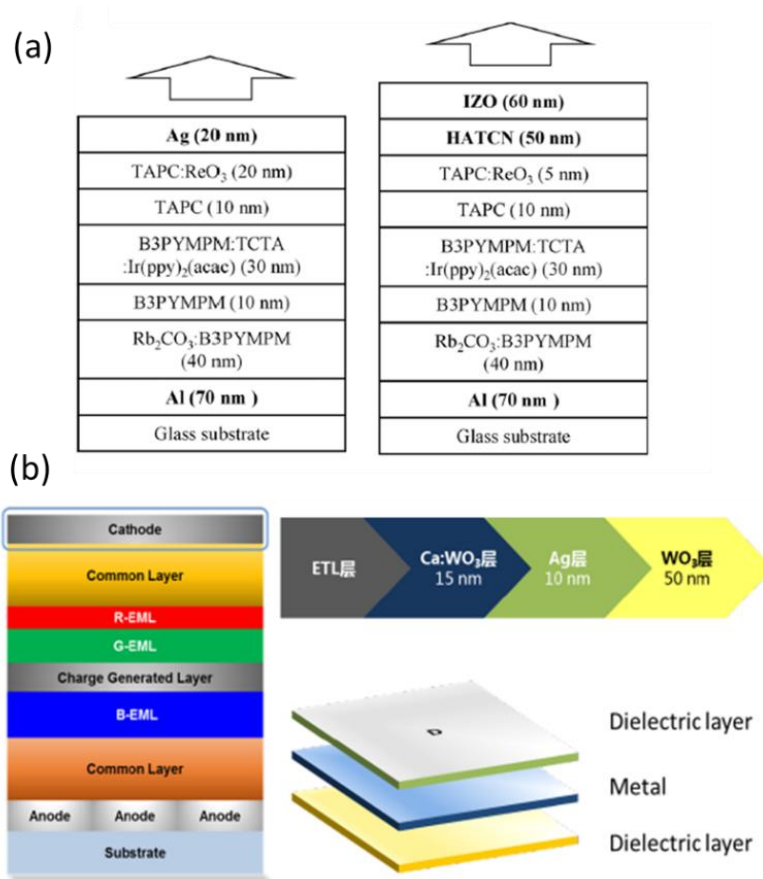 (a)
Ag (20 nm)
TAPC:ReO₃ (20 nm)
TAPC (10 nm)
B3PYMPM:TCTA
:Ir(ppy)₂(acac) (30 nm)
B3PYMPM (10 nm)
Rb₂CO₃:B3PYMPM
(40 nm)
Al (70 nm )
Glass substrate
IZO (60 nm)
HATCN (50 nm)
TAPC:ReO₃ (5 nm)
TAPC (10 nm)
B3PYMPM:TCTA
:Ir(ppy)₂(acac) (30 nm)
B3PYMPM (10 nm)
Rb₂CO₃:B3PYMPM
(40 nm)
Al (70 nm )
Glass substrate
(b)
Cathode
Common Layer
R-EML
G-EML
Charge Generated Layer
B-EML
Common Layer
Anode Anode Anode
Substrate
ETL层
Ca:WO₃层
15 nm
Ag层
10 nm
WO₃层
50 nm
D
Dielectric layer
Metal
Dielectric layer